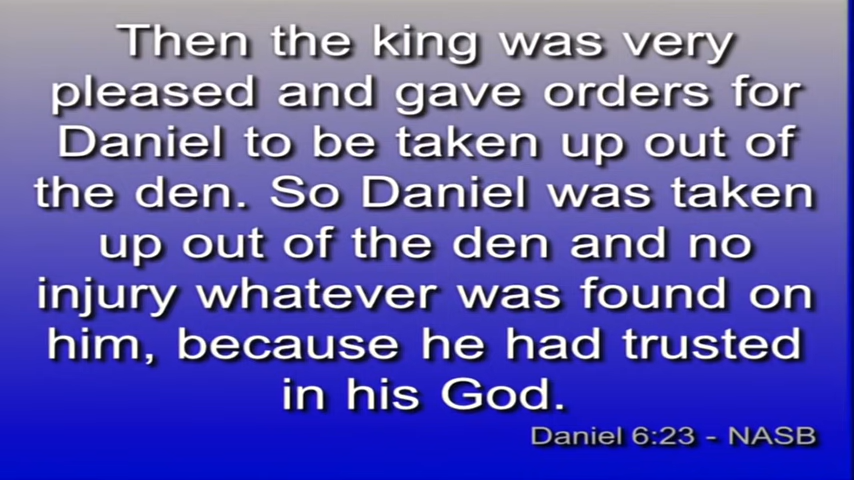 Then the king was very
pleased and gave orders for
Daniel to be taken up out of
the den. So Daniel was taken
up out of the den and no
injury whatever was found on
him, because he had trusted
in his God.
Daniel 6:23 - NASB